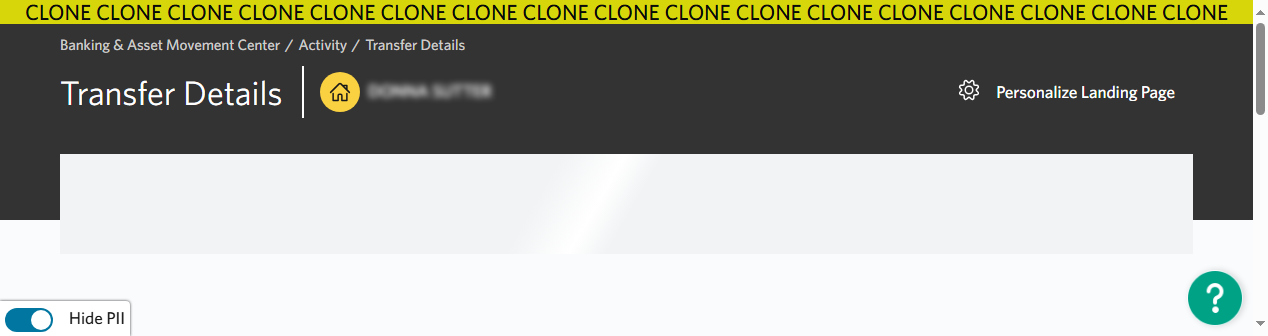 CLONE CLONE CLONE CLONE CLONE CLONE CLONE CLONE CLONE CLONE CLONE CLONE CLONE CLONE CLONE CLONE CLONE
Banking & Asset Movement Center / Activity / Transfer Details
Transfer Details
Personalize Landing Page
?
Hide PII